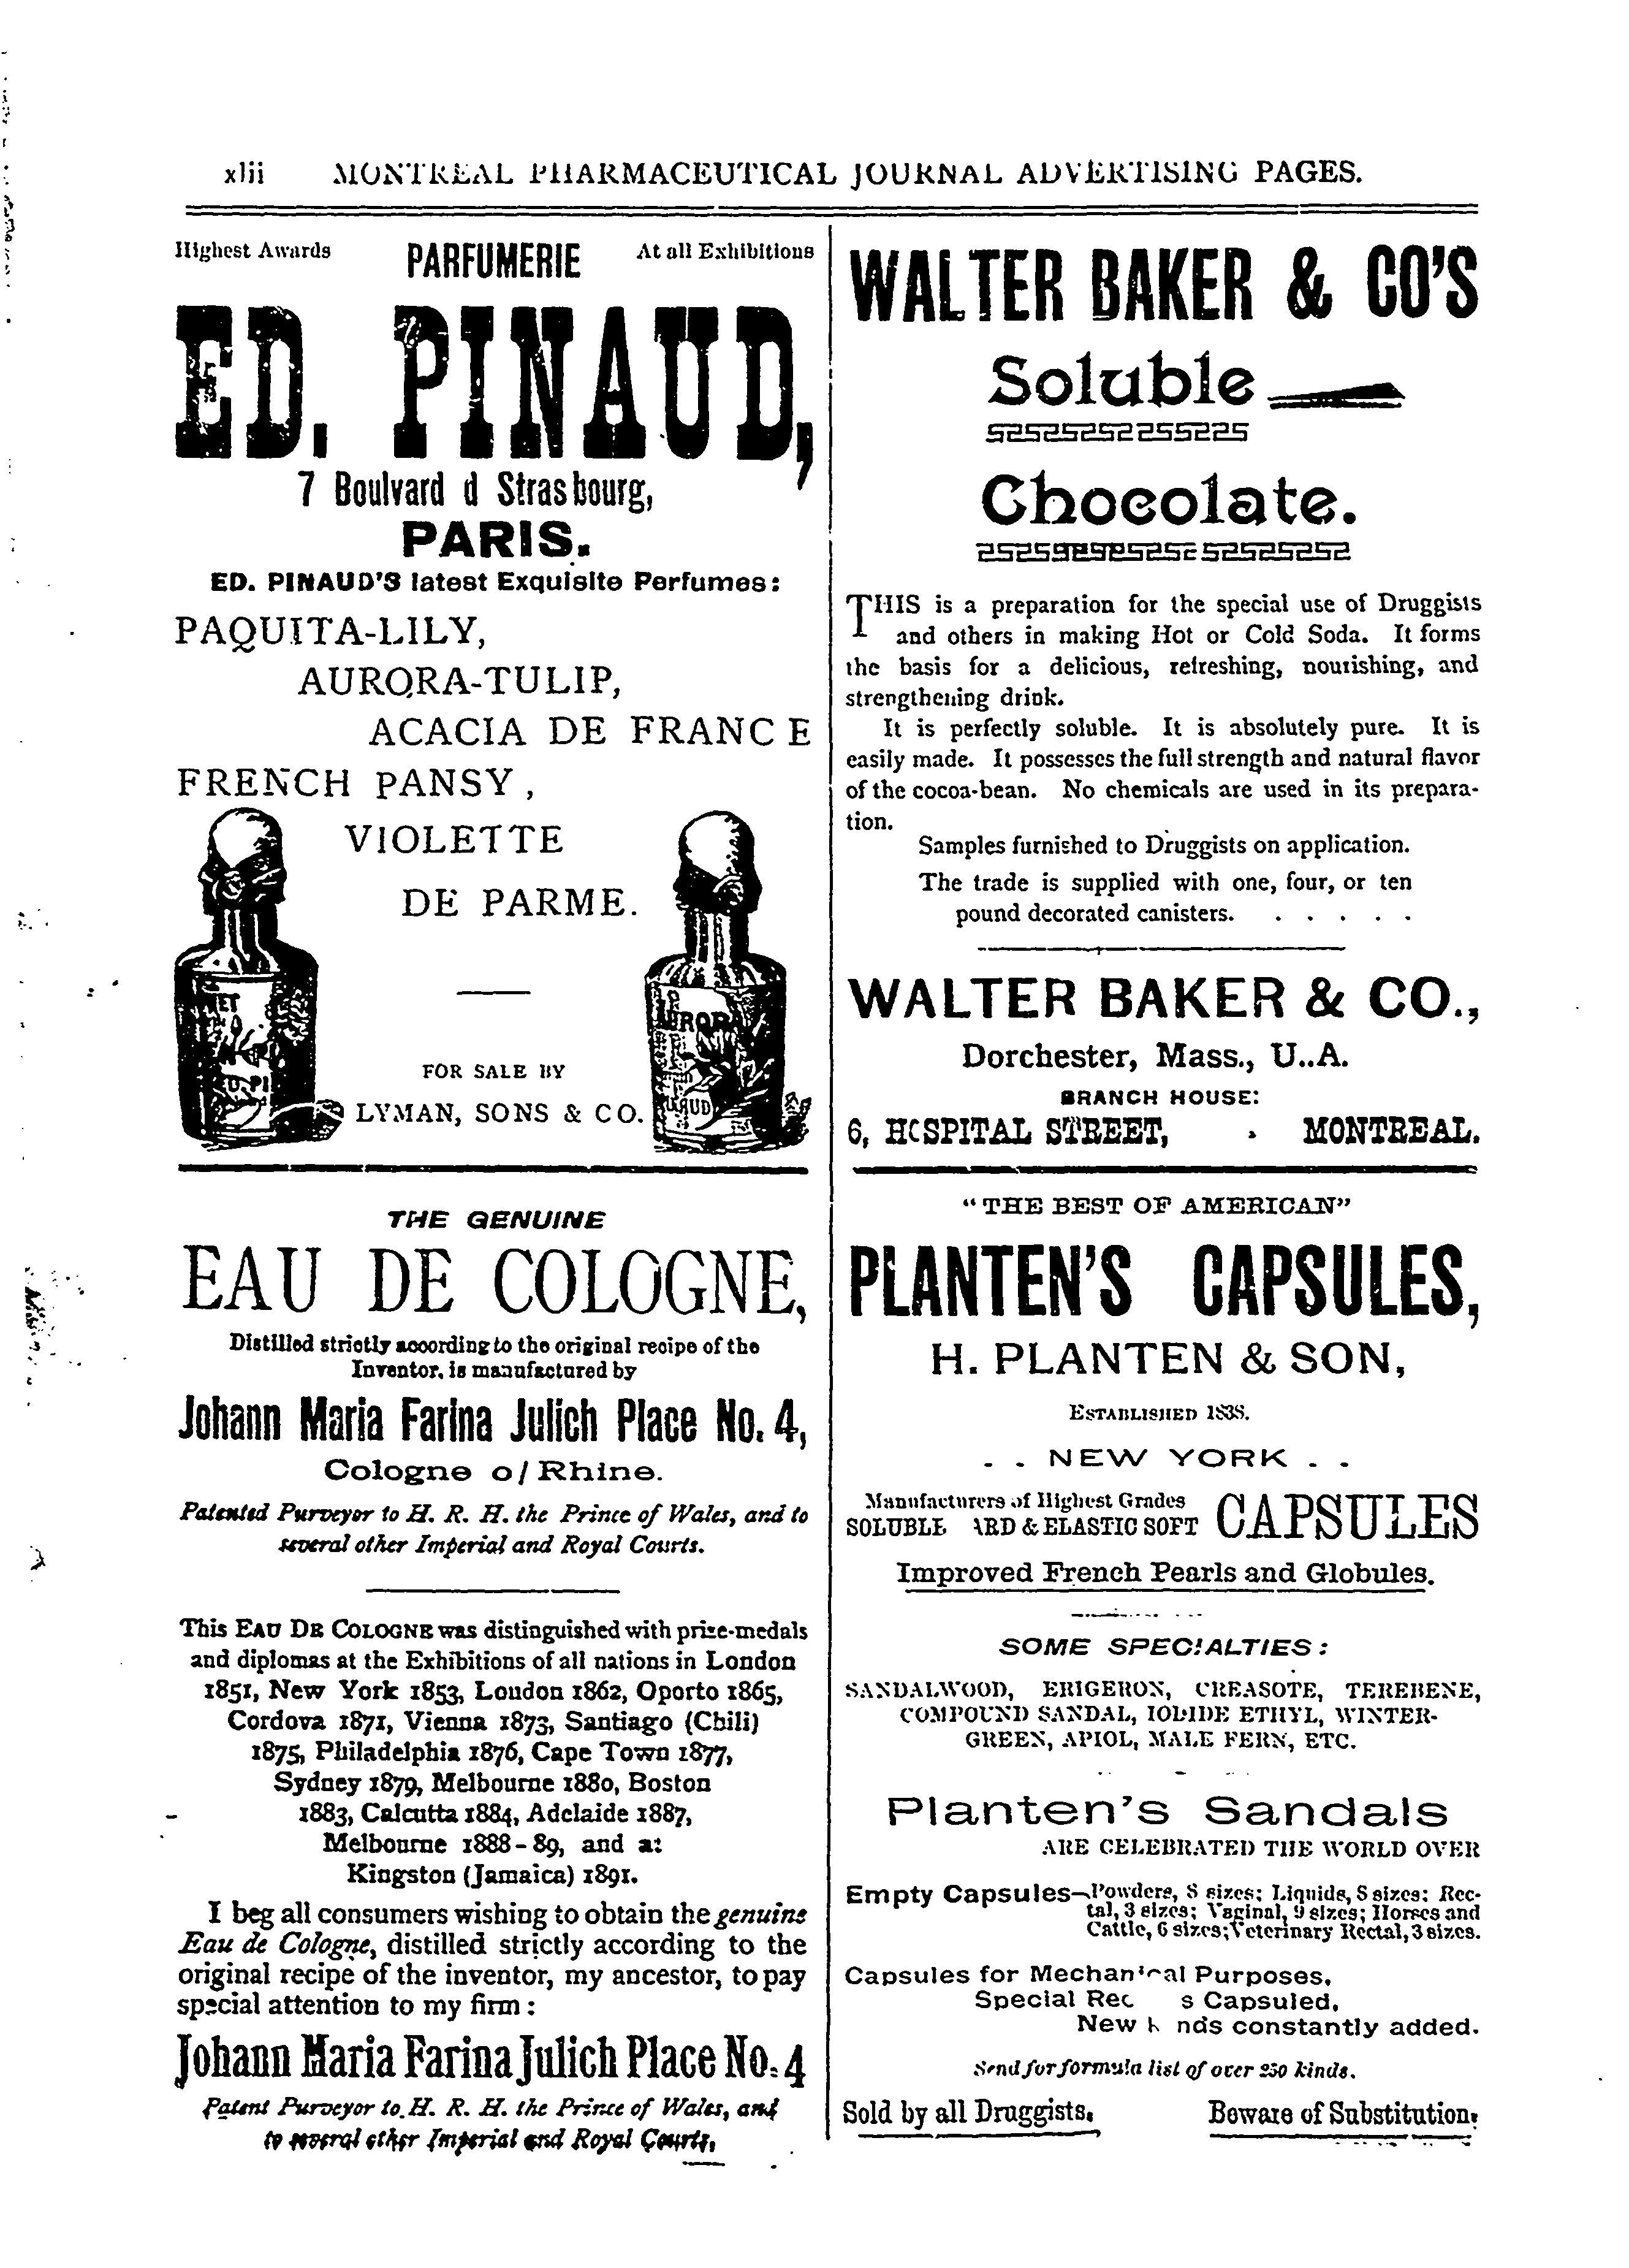 xlii MONTREAL PHARMACEUTICAL JOURNAL ADVERTISING PAGES.
Highest Awards PARFUMERIE At all Exhibitions
ED. PINAUD,
7 Boulvard d Strasbourg,
PARIS.
ED. PINAUD'S latest Exquisite Perfumes:
PAQUITA-LILY,
AURORA-TULIP,
ACACIA DE FRANCE
FRENCH PANSY,
VIOLETTE
DE PARME.
FOR SALE BY
LYMAN, SONS & CO.
THE GENUINE
EAU DE COLOGNE,
Distilled strictly according to the original recipe of the
Inventor, is manufactured by
Johann Maria Farina Julich Place No. 4,
Cologne o/Rhine.
Patented Purveyor to H. R. H. the Prince of Wales, and to
several other Imperial and Royal Courts.
This EAU DE COLOGNE was distinguished with prize-medals
and diplomas at the Exhibitions of all nations in London
1851, New York 1853, London 1862, Oporto 1865,
Cordova 1871, Vienna 1873, Santiago (Chili)
1875, Philadelphia 1876, Cape Town 1877,
Sydney 1879, Melbourne 1880, Boston
1883, Calcutta 1884, Adelaide 1887,
Melbourne 1888-89, and at
Kingston (Jamaica) 1891.
I beg all consumers wishing to obtain the genuine
Eau de Cologne, distilled strictly according to the
original recipe of the inventor, my ancestor, to pay
special attention to my firm:
Johann Maria Farina Julich Place No. 4
Patent Purveyor to H. R. H. the Prince of Wales, and
to several other Imperial and Royal Courts.
WALTER BAKER & CO'S
Soluble
Chocolate.
THIS is a preparation for the special use of Druggists
and others in making Hot or Cold Soda. It forms
the basis for a delicious, refreshing, nourishing, and
strengthening drink.
It is perfectly soluble. It is absolutely pure. It is
easily made. It possesses the full strength and natural flavor
of the cocoa-bean. No chemicals are used in its prepara-
tion.
Samples furnished to Druggists on application.
The trade is supplied with one, four, or ten
pound decorated canisters. . . . . .
WALTER BAKER & CO.,
Dorchester, Mass., U..A.
BRANCH HOUSE:
6, HOSPITAL STREET, . MONTREAL.
"THE BEST OF AMERICAN"
PLANTEN'S CAPSULES,
H. PLANTEN & SON,
ESTABLISHED 1838.
. . NEW YORK . .
Manufacturers of Highest Grades
SOLUBLE ARD & ELASTIC SOFT CAPSULES
Improved French Pearls and Globules.
SOME SPECIALTIES:
SANDALWOOD, ERIGERON, CREASOTE, TEREBENE,
COMPOUND SANDAL, IODIDE ETHYL, WINTER-
GREEN, APIOL, MALE FERN, ETC.
Planten's Sandals
ARE CELEBRATED THE WORLD OVER
Empty Capsules—Powders, 8 sizes; Liquids, 8 sizes; Rec-
tal, 3 sizes; Vaginal, 9 sizes; Horses and
Cattle, 6 sizes; Veterinary Rectal, 3 sizes.
Capsules for Mechanical Purposes,
Special Rec s Capsuled,
New k nds constantly added.
Send for formula list of over 250 kinds.
Sold by all Druggists. Beware of Substitution.